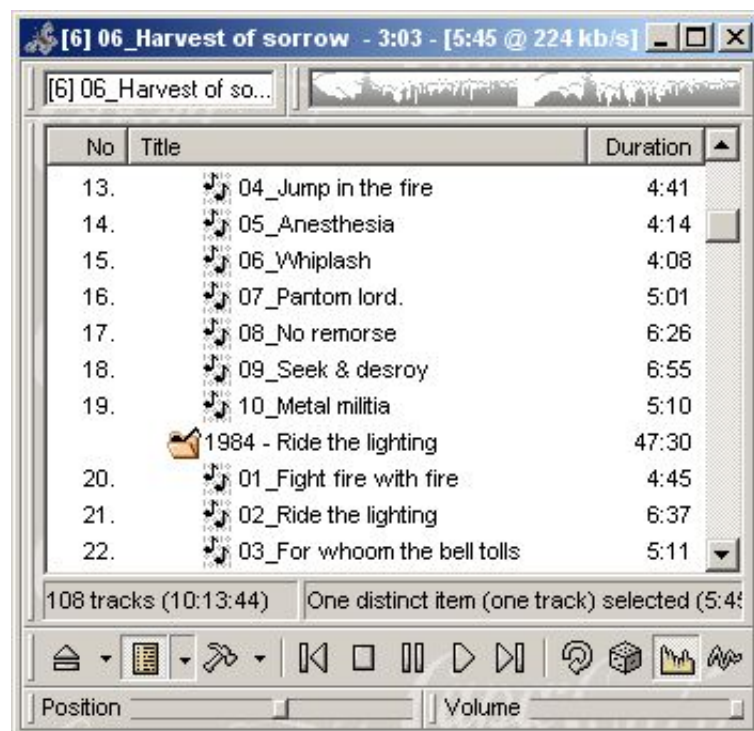 [6] 06_Harvest of sorrow - 3:03 - [5:45 @ 224 kb/s]
[6] 06_Harvest of so...
No Title Duration
13. 04_Jump in the fire 4:41
14. 05_Anesthesia 4:14
15. 06_Whiplash 4:08
16. 07_Pantom lord. 5:01
17. 08_No remorse 6:26
18. 09_Seek & desroy 6:55
19. 10_Metal militia 5:10
1984 - Ride the lighting 47:30
20. 01_Fight fire with fire 4:45
21. 02_Ride the lighting 6:37
22. 03_For whoom the bell tolls 5:11
108 tracks (10:13:44) One distinct item (one track) selected (5:45
Position Volume